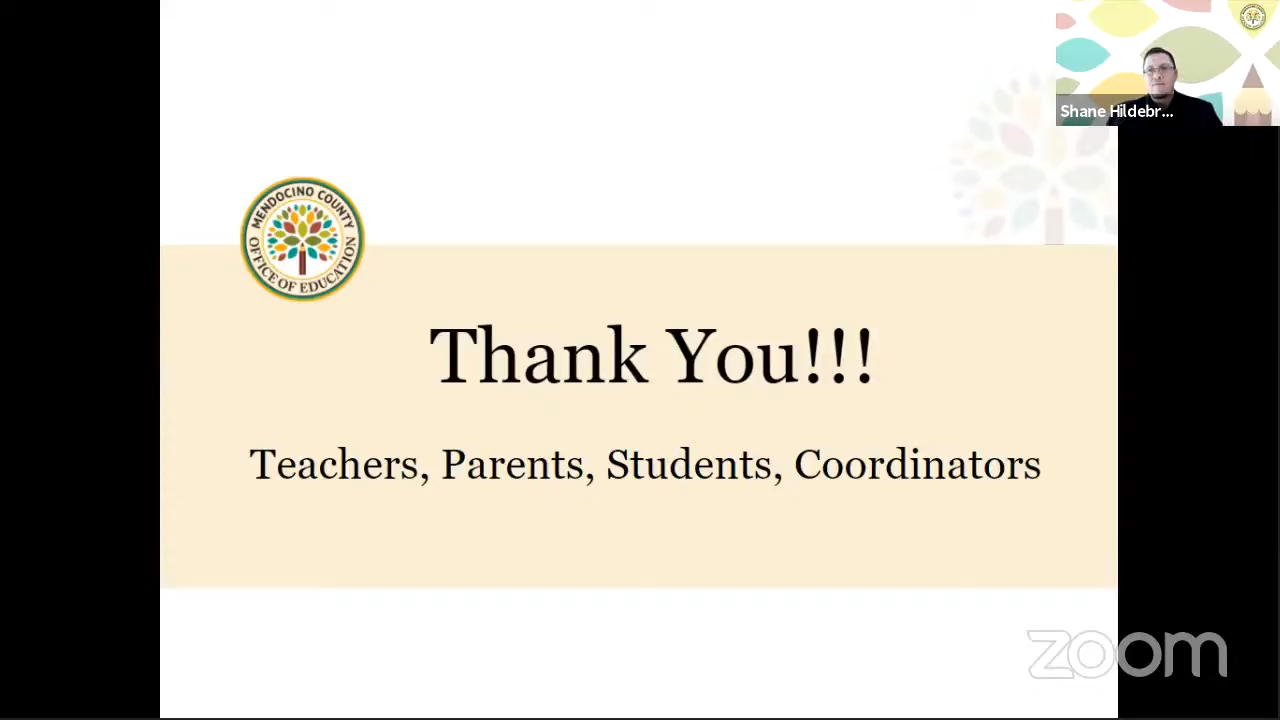 Shane Hildebr...
MENDOCINO COUNTY
OFFICE OF EDUCATION
Thank You!!!
Teachers, Parents, Students, Coordinators
zoom